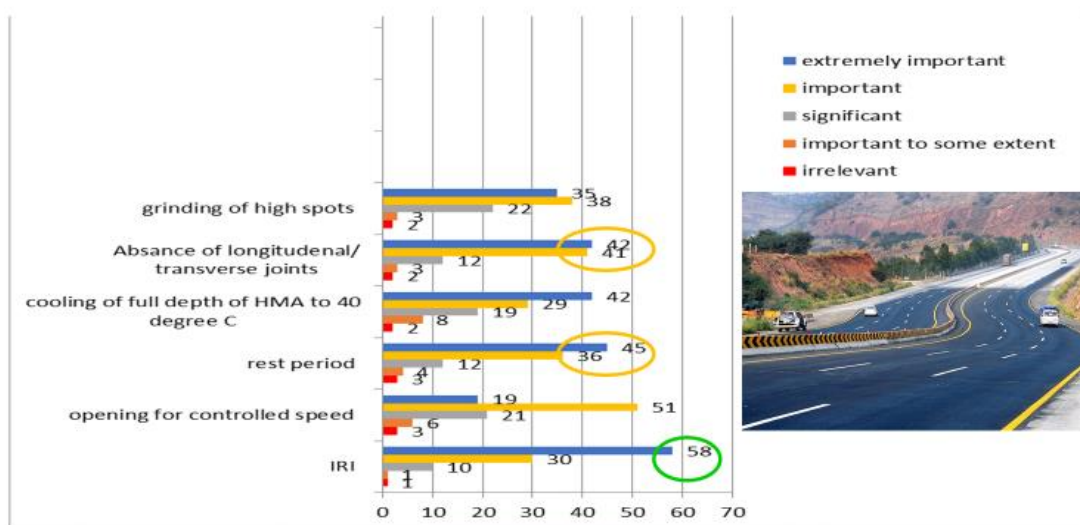 extremely important
important
significant
important to some extent
irrelevant
35
38
grinding of high spots
22
3
2
42
Absence of longitudenal/
41
transverse joints
12
3
2
42
cooling of full depth of HMA to 40
29
degree C
19
8
2
45
rest period
36
12
4
3
19
opening for controlled speed
51
21
6
3
58
IRI
30
10
1
1
0 10 20 30 40 50 60 70